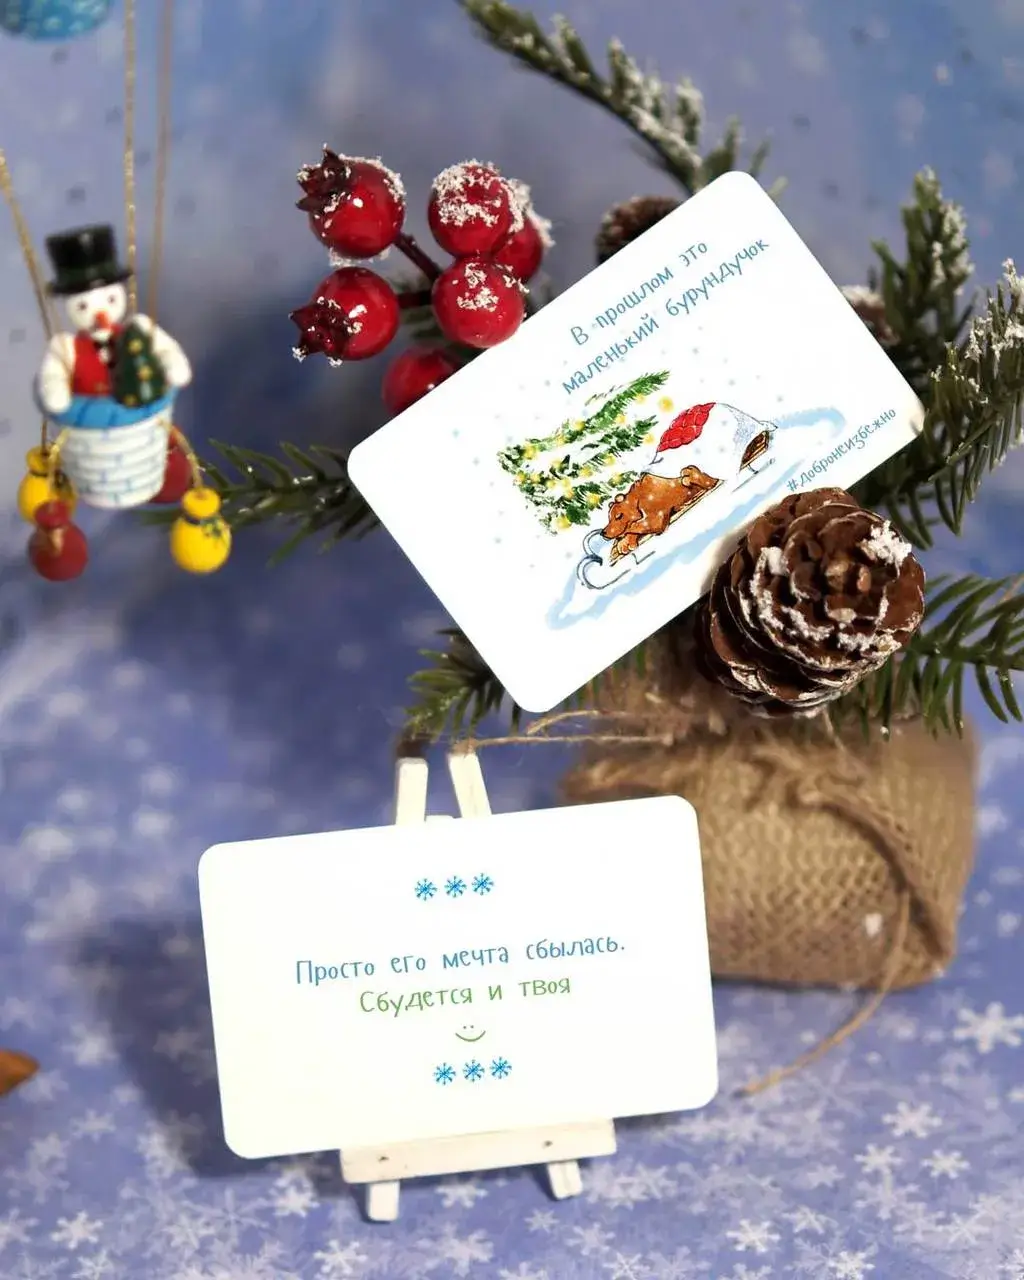 В прошлом это
маленький бурундучок
#добронеизбежно
Просто его мечта сбылась.
Сбудется и твоя